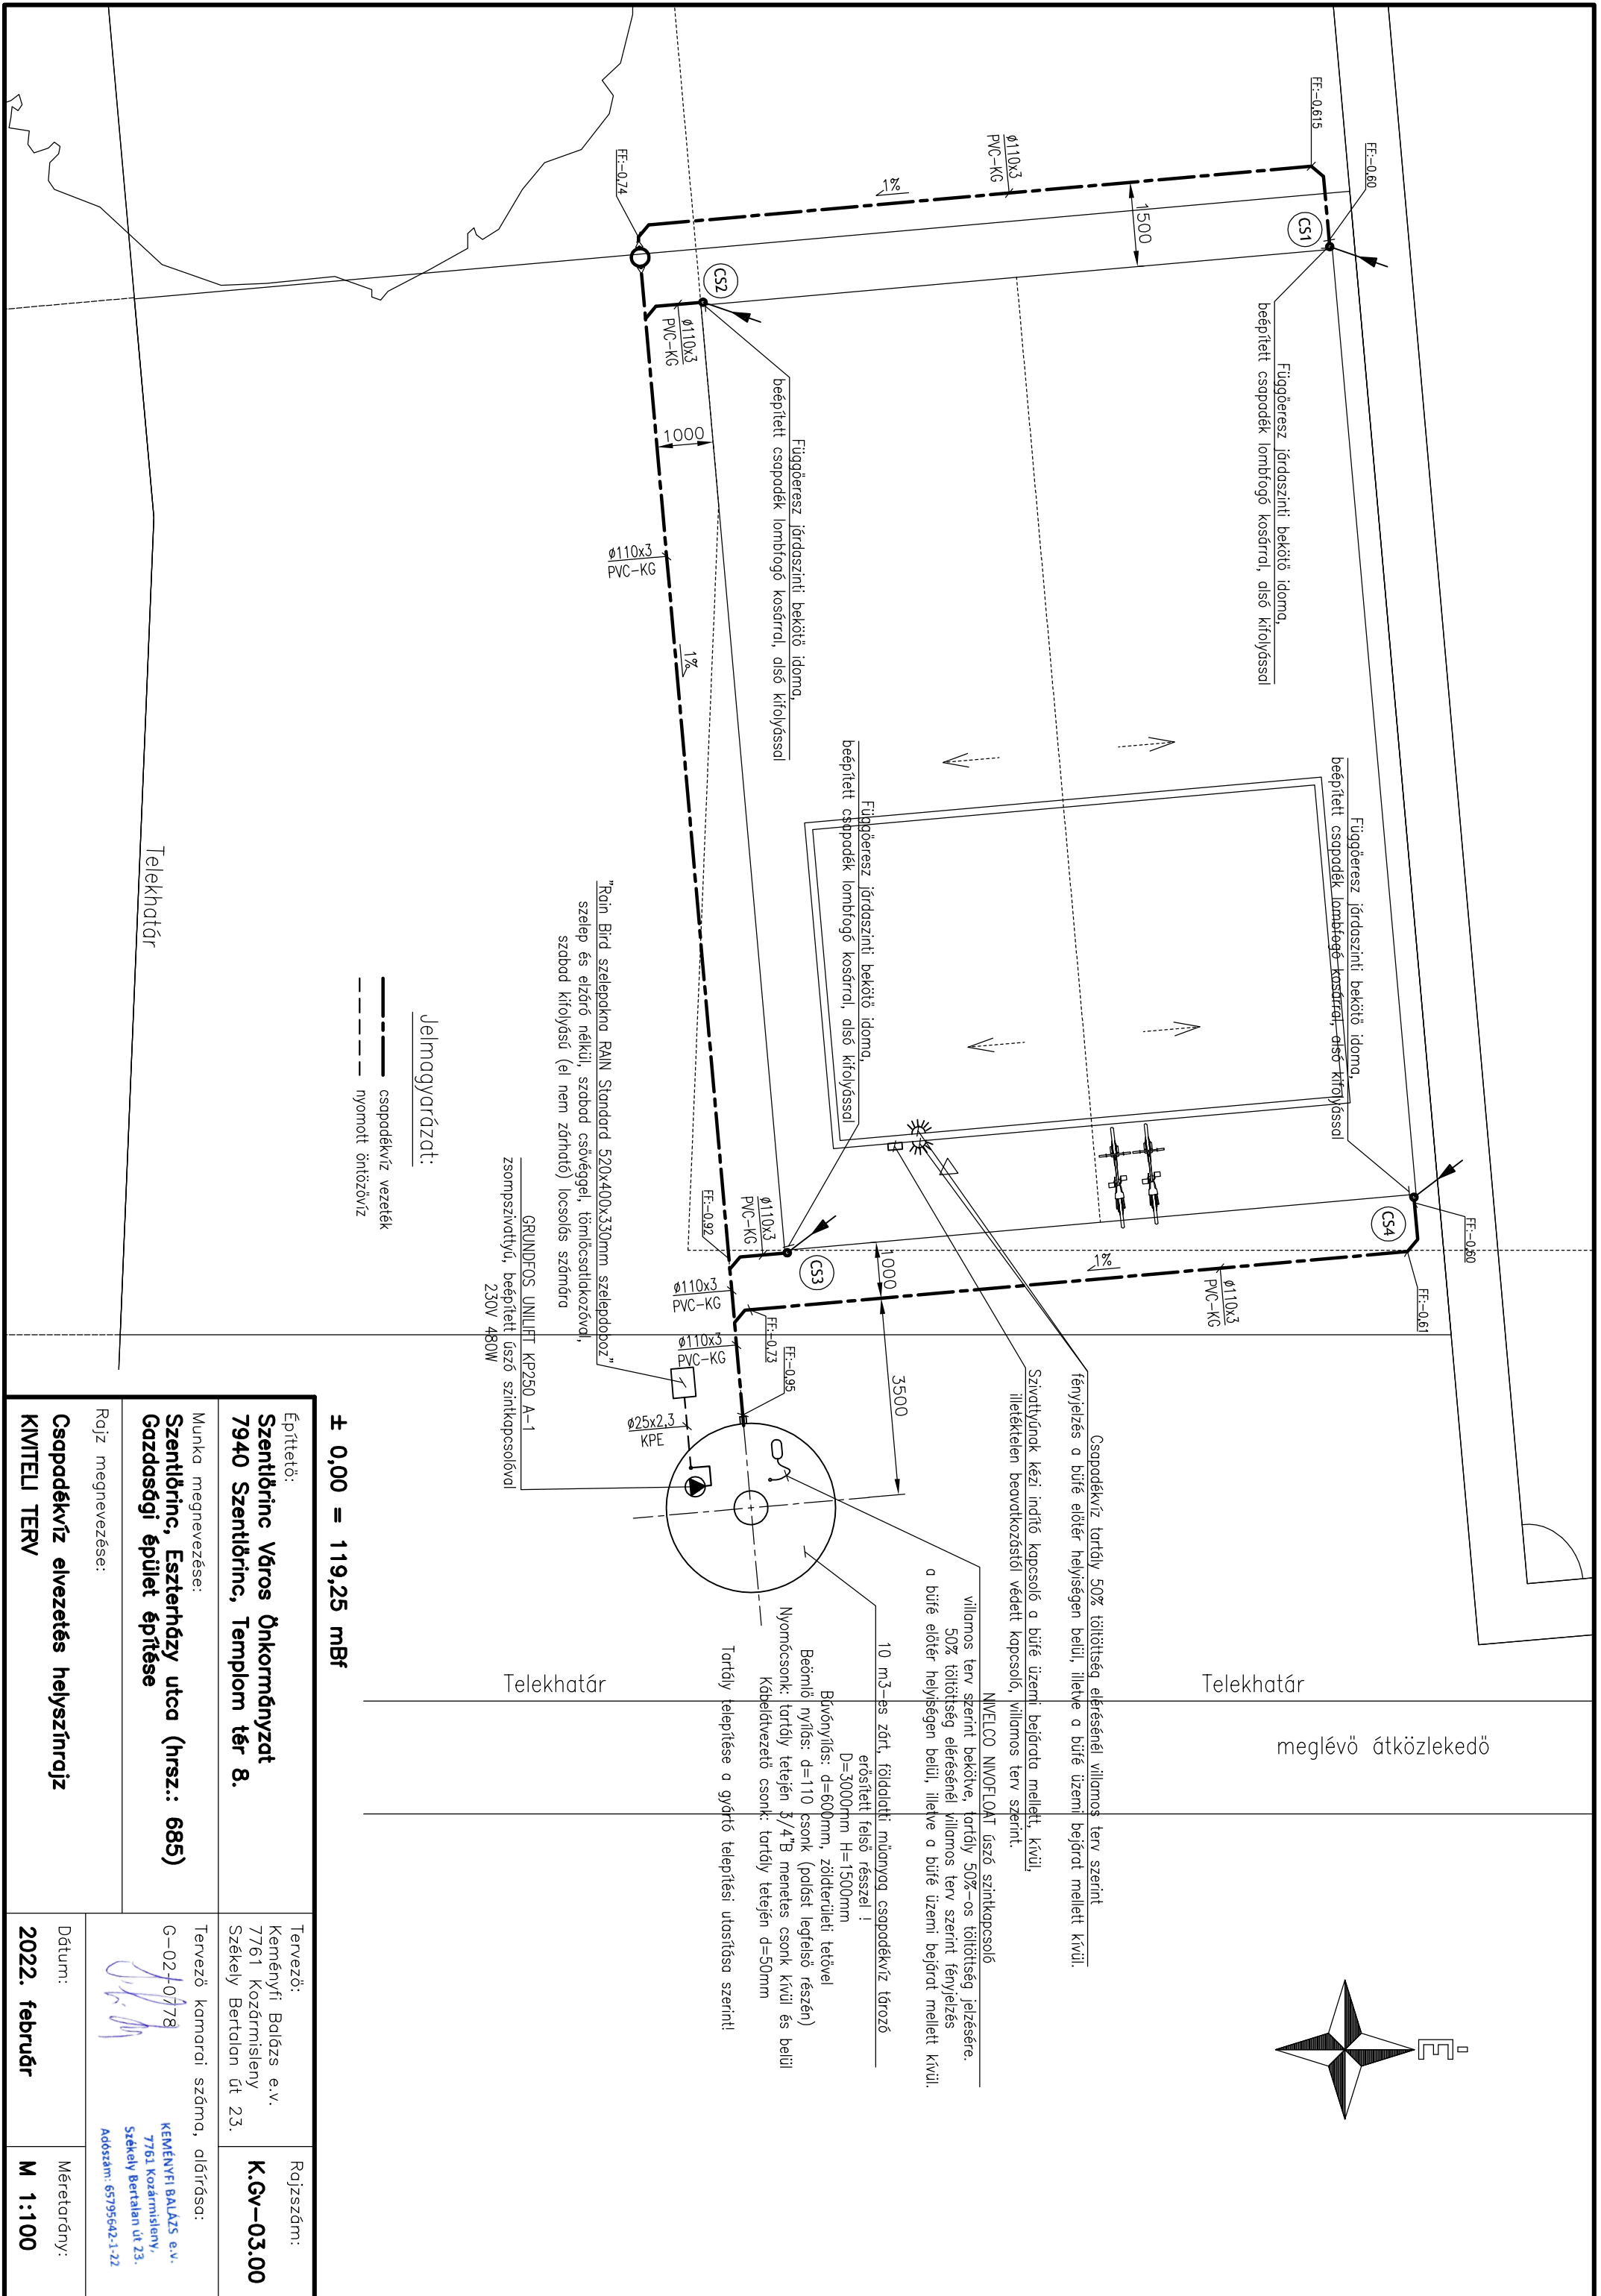 FF:-0,615
FF:-0,60
ø110x3
PVC-KG
1%
1500
CS1
Függőeresz járdaszinti bekötő idoma,
beépített csapadék lombfogó kosárral, alsó kifolyással
FF:-0,74
CS2
ø110x3
PVC-KG
Függőeresz járdaszinti bekötő idoma,
beépített csapadék lombfogó kosárral, alsó kifolyással
1000
ø110x3
PVC-KG
1%
Függőeresz járdaszinti bekötő idoma,
beépített csapadék lombfogó kosárral, alsó kifolyással
Függőeresz járdaszinti bekötő idoma,
beépített csapadék lombfogó kosárral, alsó kifolyással
CS4
FF:-0,60
FF:-0,61
1%
ø110x3
PVC-KG
CS3
ø110x3
PVC-KG
FF:-0,92
1000
3500
ø110x3
PVC-KG
FF:-0,73
ø110x3
PVC-KG
FF:-0,95
ø25x2,3
KPE
"Rain Bird szelepakna RAIN Standard 520x400x330mm szelepdoboz"
szelep és elzáró nélkül, szabad csővéggel, tömlőcsatlakozóval,
szabad kifolyású (el nem zárható) locsolás számára
GRUNDFOS UNILIFT KP250 A-1
zsompszivattyú, beépített úszó szintkapcsolóval
230V 480W
Jelmagyarázat:
csapadékvíz vezeték
nyomott öntözővíz
Telekhatár
Csapadékvíz tartály 50% töltöttség elérésénél villamos terv szerint
fényjelzés a büfé előtér helyiségen belül, illetve a büfé üzemi bejárat mellett kívül.
Szivattyúnak kézi indító kapcsoló a büfé üzemi bejárata mellett, kívül,
illetéktelen beavatkozástól védett kapcsoló, villamos terv szerint.
NIVELCO NIVOFLOAT úszó szintkapcsoló
villamos terv szerint bekötve, tartály 50%-os töltöttség jelzésére.
50% töltöttség elérésénél villamos terv szerint fényjelzés
a büfé előtér helyiségen belül, illetve a büfé üzemi bejárat mellett kívül.
10 m3-es zárt, földalatti műanyag csapadékvíz tározó
erősített felső résszel !
D=3000mm H=1500mm
Búvónyílás: d=600mm, zöldterületi tetővel
Beömlő nyílás: d=110 csonk (palást legfelső részén)
Nyomócsonk: tartály tetején 3/4"B menetes csonk kívül és belül
Kábelátvezető csonk: tartály tetején d=50mm
Tartály telepítése a gyártó telepítési utasítása szerint!
Telekhatár
Telekhatár
meglévő átközlekedő
É
± 0,00 = 119,25 mBf
Építtető:
Szentlőrinc Város Önkormányzat
7940 Szentlőrinc, Templom tér 8.
Munka megnevezése:
Szentlőrinc, Eszterházy utca (hrsz.: 685)
Gazdasági épület építése
Rajz megnevezése:
Csapadékvíz elvezetés helyszínrajz
KIVITELI TERV
Tervező:
Keményfi Balázs e.v.
7761 Kozármisleny
Székely Bertalan út 23.
Rajzszám:
K.Gv-03.00
Tervező kamarai száma, aláírása:
G-02-0778
KEMÉNYFI BALÁZS e.v.
7761 Kozármisleny,
Székely Bertalan út 23.
Adószám: 65795642-1-22
Dátum:
2022. február
Méretarány:
M 1:100